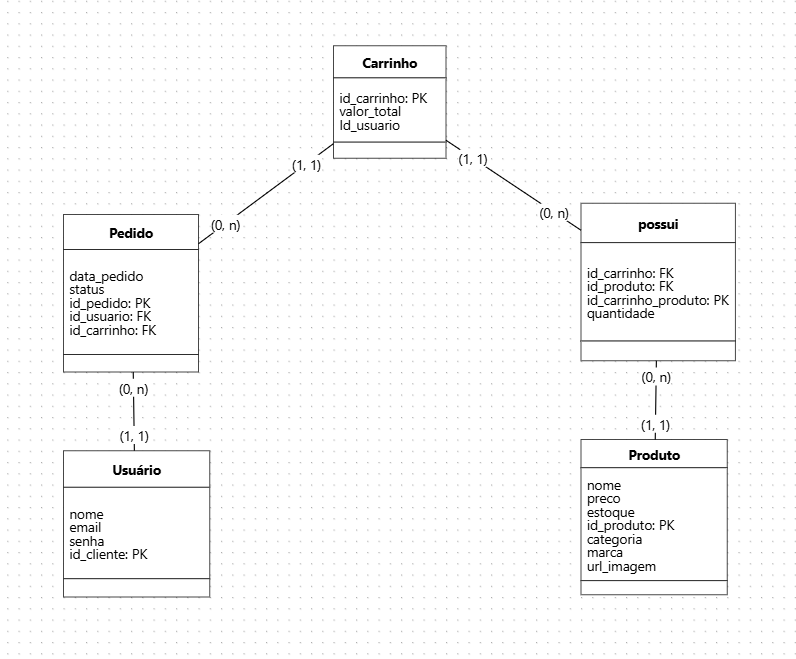 Carrinho
id_carrinho: PK
valor_total
Id_usuario
(1, 1)
(1, 1)
(0, n)
(0, n)
Pedido
data_pedido
status
id_pedido: PK
id_usuario: FK
id_carrinho: FK
possui
id_carrinho: FK
id_produto: FK
id_carrinho_produto: PK
quantidade
(0, n)
(1, 1)
(0, n)
(1, 1)
Usuário
nome
email
senha
id_cliente: PK
Produto
nome
preco
estoque
id_produto: PK
categoria
marca
url_imagem